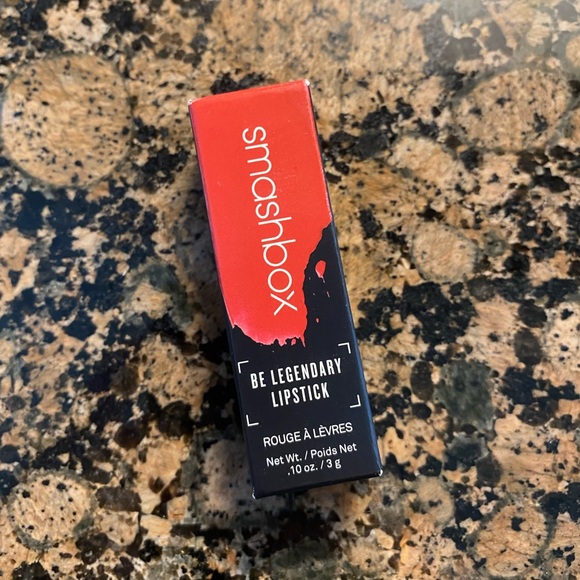 smashbox
BE LEGENDARY
LIPSTICK
ROUGE À LÈVRES
Net Wt. / Poids Net
.10 oz. / 3 g